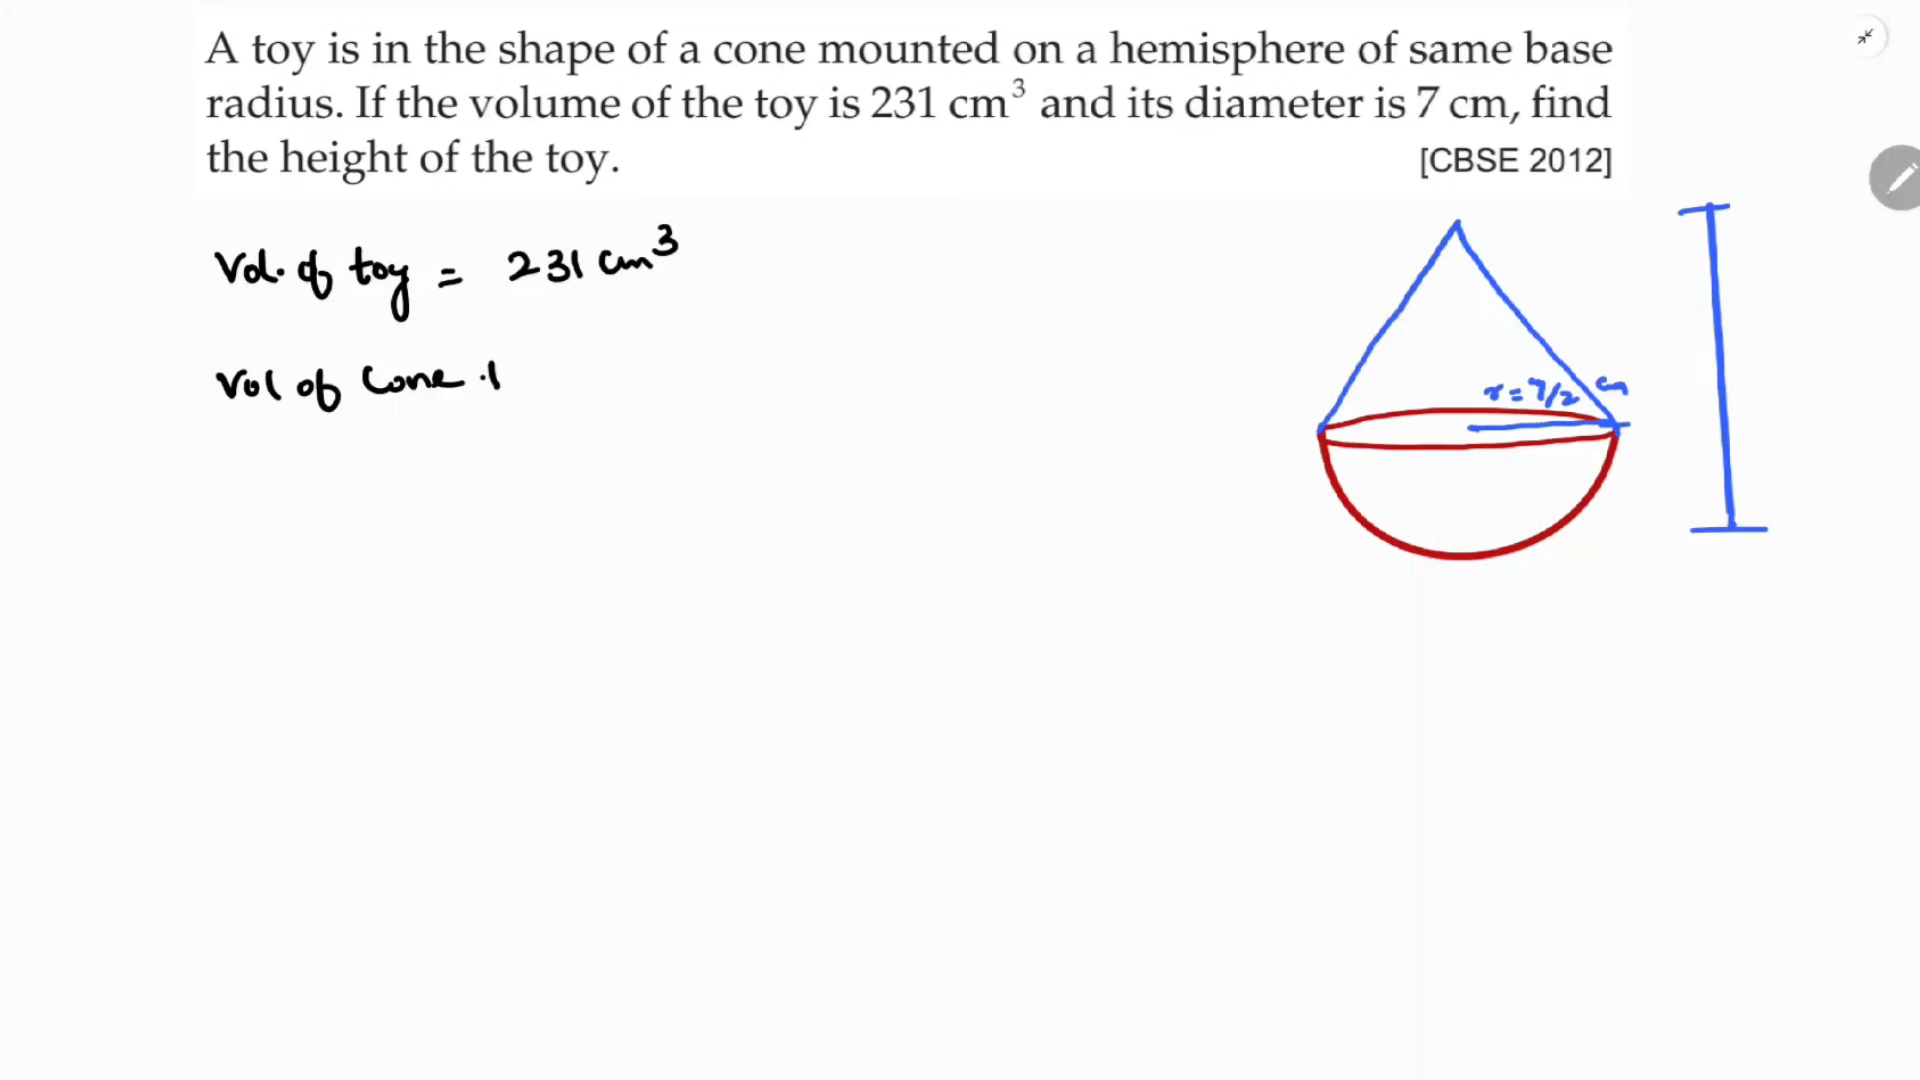 A toy is in the shape of a cone mounted on a hemisphere of same base
radius. If the volume of the toy is 231 cm³ and its diameter is 7 cm, find
the height of the toy. [CBSE 2012]
Vol. of toy = 231 cm³
Vol of Cone
r = 7/2 cm